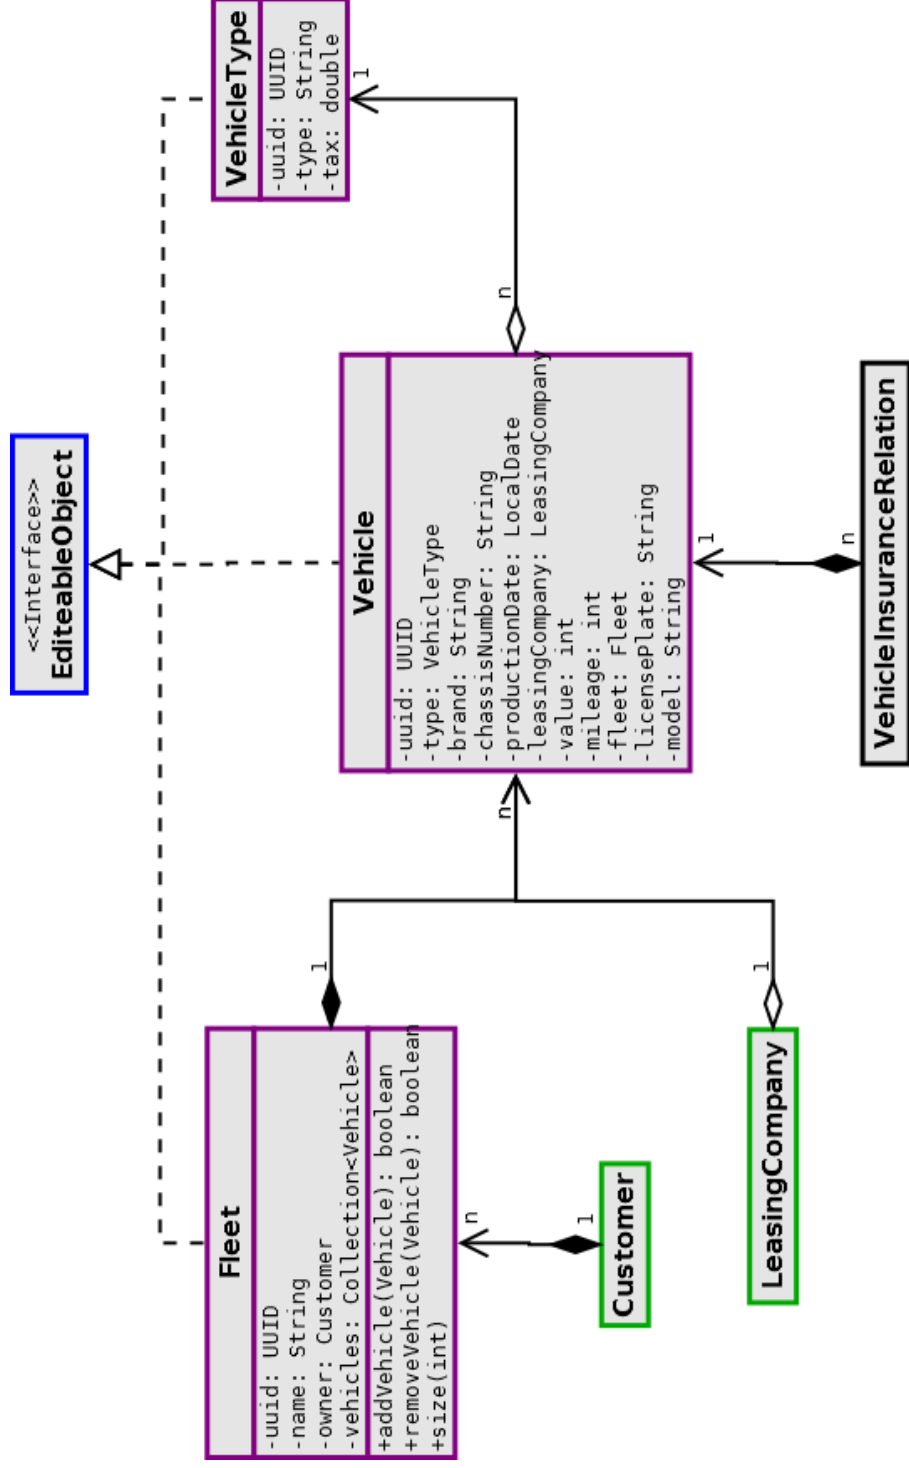 <<Interface>>
EditeableObject
Fleet
-uuid: UUID
-name: String
-owner: Customer
-vehicles: Collection<Vehicle>
+addVehicle(Vehicle): boolean
+removeVehicle(Vehicle): boolean
+size(int)
Vehicle
-uuid: UUID
-type: VehicleType
-brand: String
-chassisNumber: String
-productionDate: LocalDate
-leasingCompany: LeasingCompany
-value: int
-mileage: int
-fleet: Fleet
-licensePlate: String
-model: String
VehicleType
-uuid: UUID
-type: String
-tax: double
1
n
n
1
1
n
1
n
1
n
Customer
LeasingCompany
VehicleInsuranceRelation